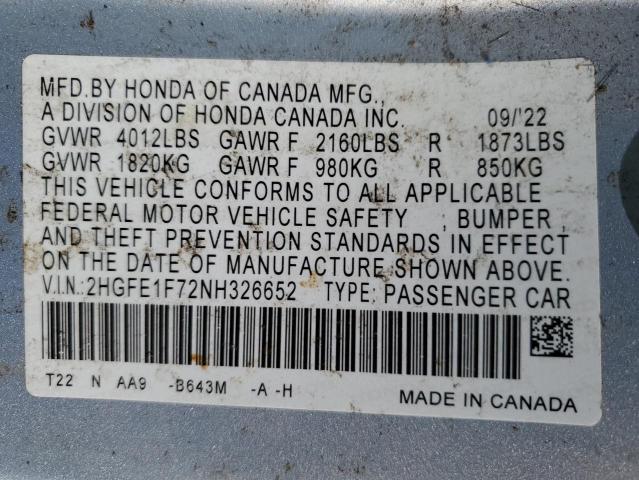 MFD.BY HONDA OF CANADA MFG.,
A DIVISION OF HONDA CANADA INC. 09/'22
GVWR 4012LBS GAWR F 2160LBS R 1873LBS
GVWR 1820KG GAWR F 980KG R 850KG
THIS VEHICLE CONFORMS TO ALL APPLICABLE
FEDERAL MOTOR VEHICLE SAFETY , BUMPER,
AND THEFT PREVENTION STANDARDS IN EFFECT
ON THE DATE OF MANUFACTURE SHOWN ABOVE.
V.I.N.:2HGFE1F72NH326652 TYPE: PASSENGER CAR
T22 N AA9 -B643M -A -H
MADE IN CANADA